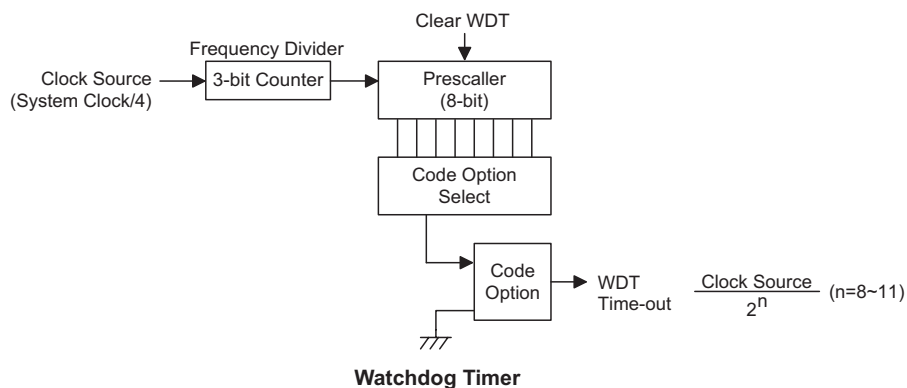 Clear WDT
Frequency Divider
Clock Source
(System Clock/4)
3-bit Counter
Prescaller
(8-bit)
Code Option
Select
Code
Option
WDT
Time-out
Clock Source
2^n
(n=8~11)
Watchdog Timer